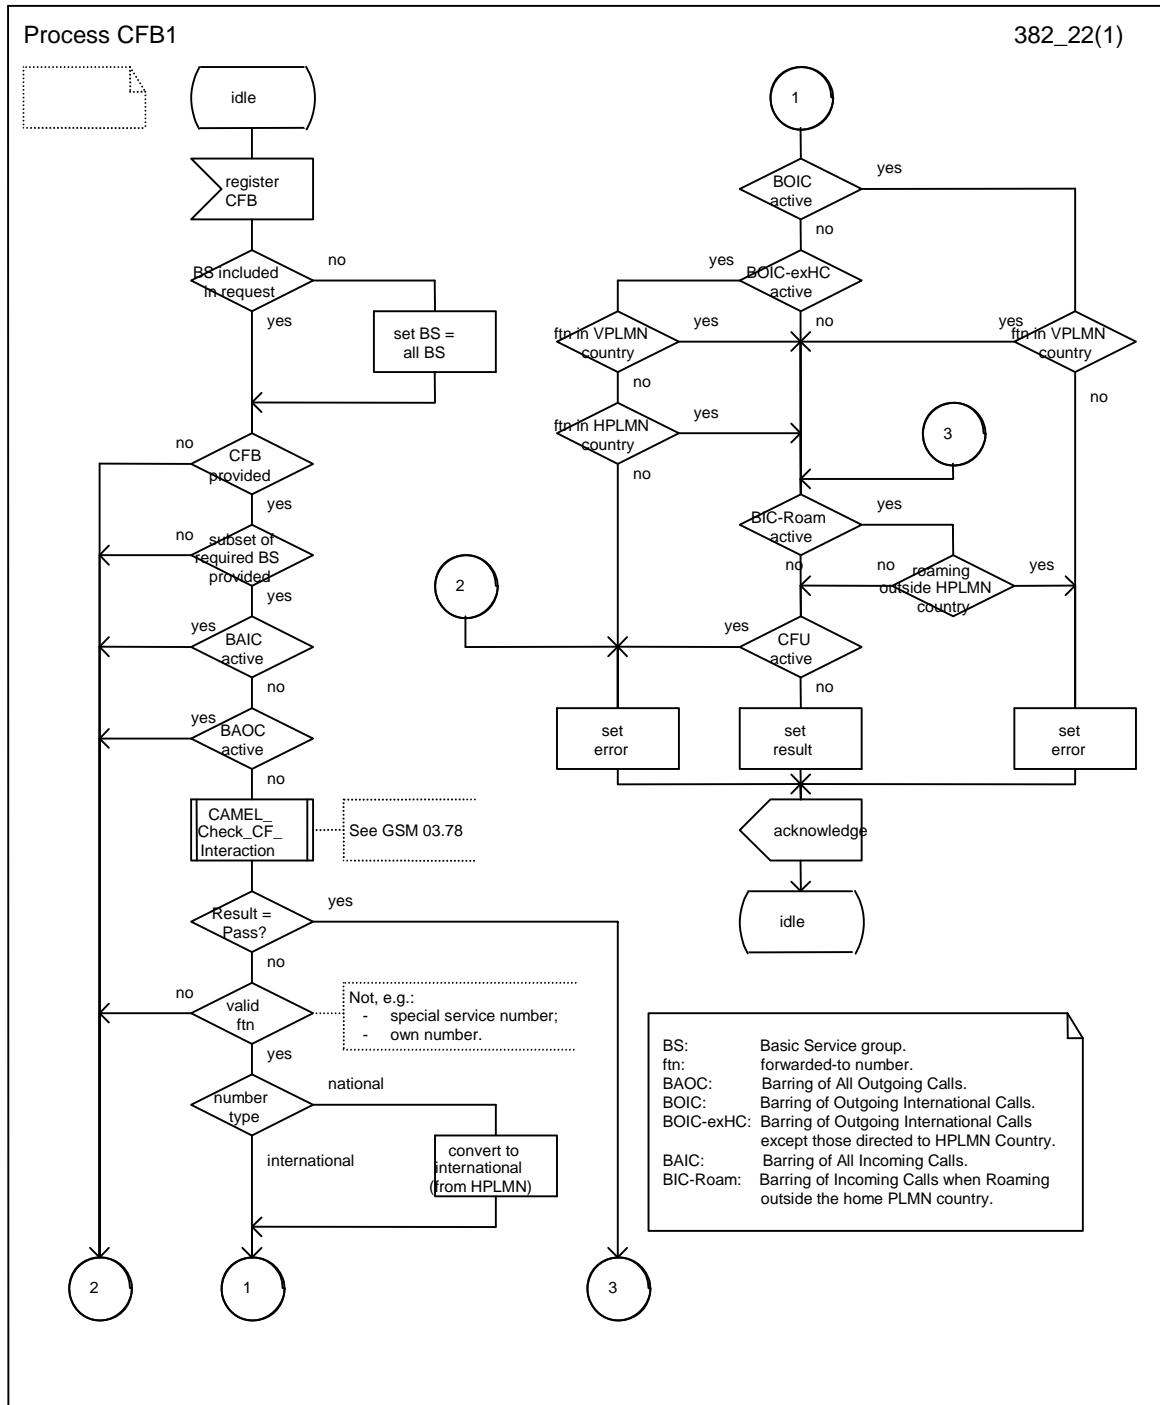 Process CFB1
382_22(1)
idle
register
CFB
BS included
in request
no
yes
set BS =
all BS
CFB
provided
no
yes
subset of
required BS
provided
no
yes
BAIC
active
yes
no
BAOC
active
yes
no
CAMEL_
Check_CF_
Interaction
See GSM 03.78
Result =
Pass?
yes
no
valid
ftn
no
yes
Not, e.g.:
- special service number;
- own number.
number
type
national
international
convert to
international
(from HPLMN)
2
1
3
1
BOIC
active
yes
no
BOIC-exHC
active
yes
no
ftn in VPLMN
country
yes
no
ftn in VPLMN
country
yes
no
ftn in HPLMN
country
yes
no
3
BIC-Roam
active
yes
no
roaming
outside HPLMN
country
no
yes
2
CFU
active
yes
no
set
error
set
result
set
error
acknowledge
idle
BS: Basic Service group.
ftn: forwarded-to number.
BAOC: Barring of All Outgoing Calls.
BOIC: Barring of Outgoing International Calls.
BOIC-exHC: Barring of Outgoing International Calls
except those directed to HPLMN Country.
BAIC: Barring of All Incoming Calls.
BIC-Roam: Barring of Incoming Calls when Roaming
outside the home PLMN country.